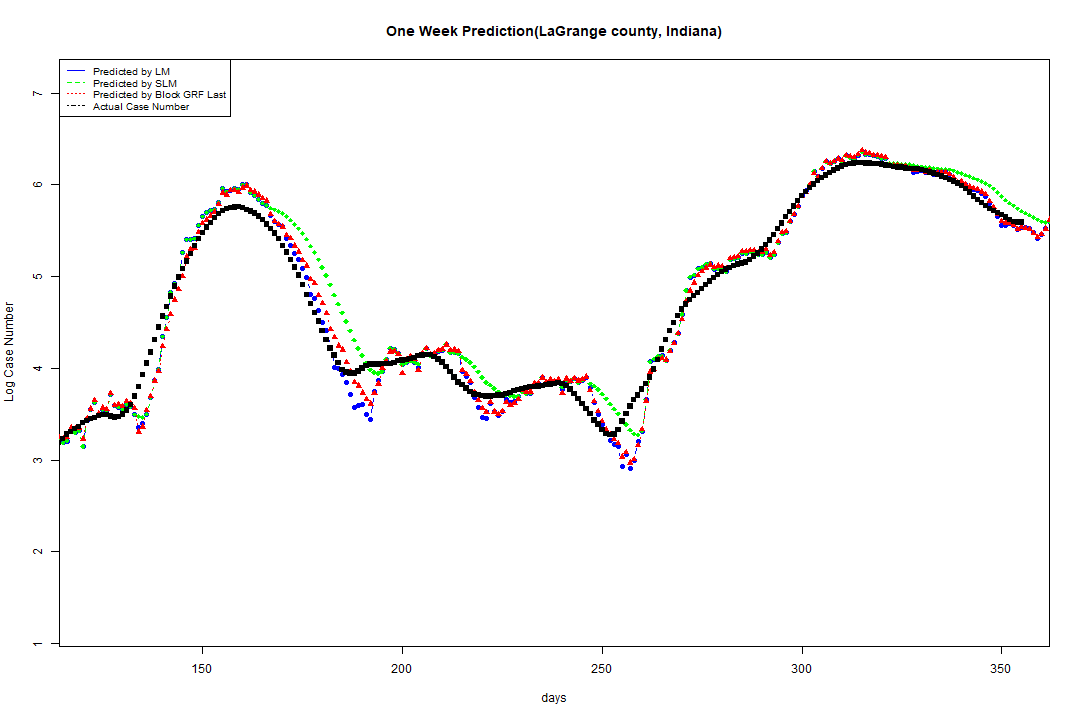 One Week Prediction(LaGrange county, Indiana)
Predicted by LM
Predicted by SLM
Predicted by Block GRF Last
Actual Case Number
7
6
5
4
3
2
1
Log Case Number
150 200 250 300 350
days